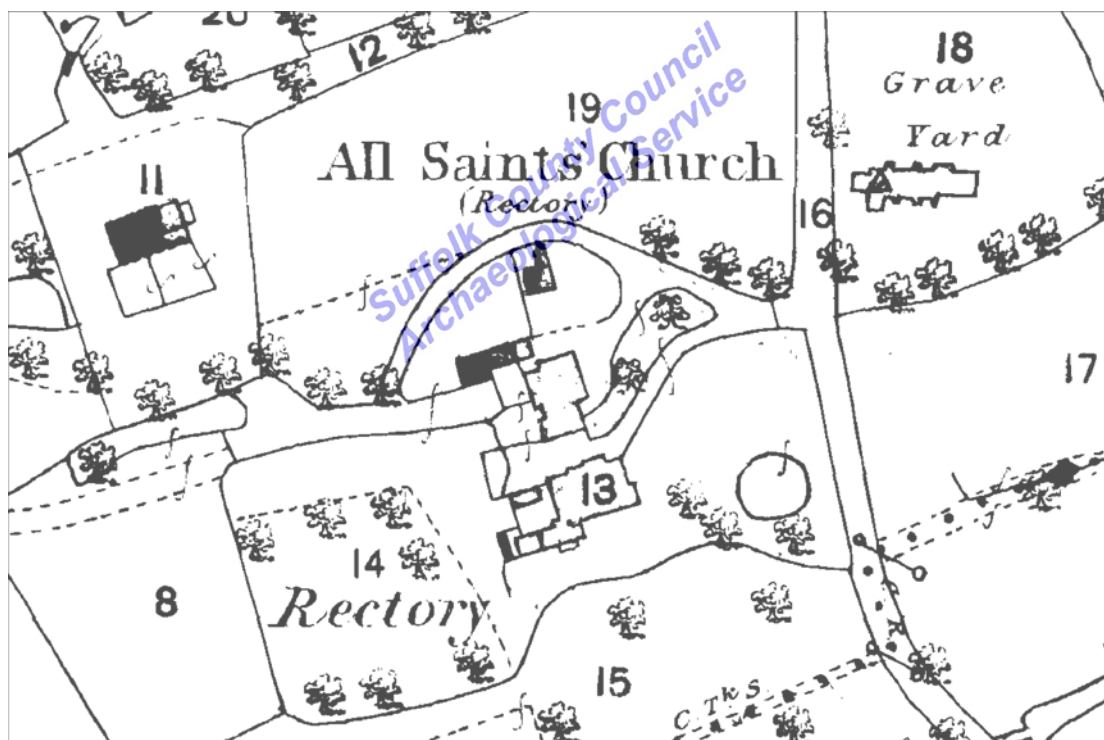 20
12
18
Grave
Yard
19
All Saints' Church
(Rectory)
11
16
17
13
14
Rectory
8
15
C.R.
C.Tks
Suffolk County Council
Archaeological Service